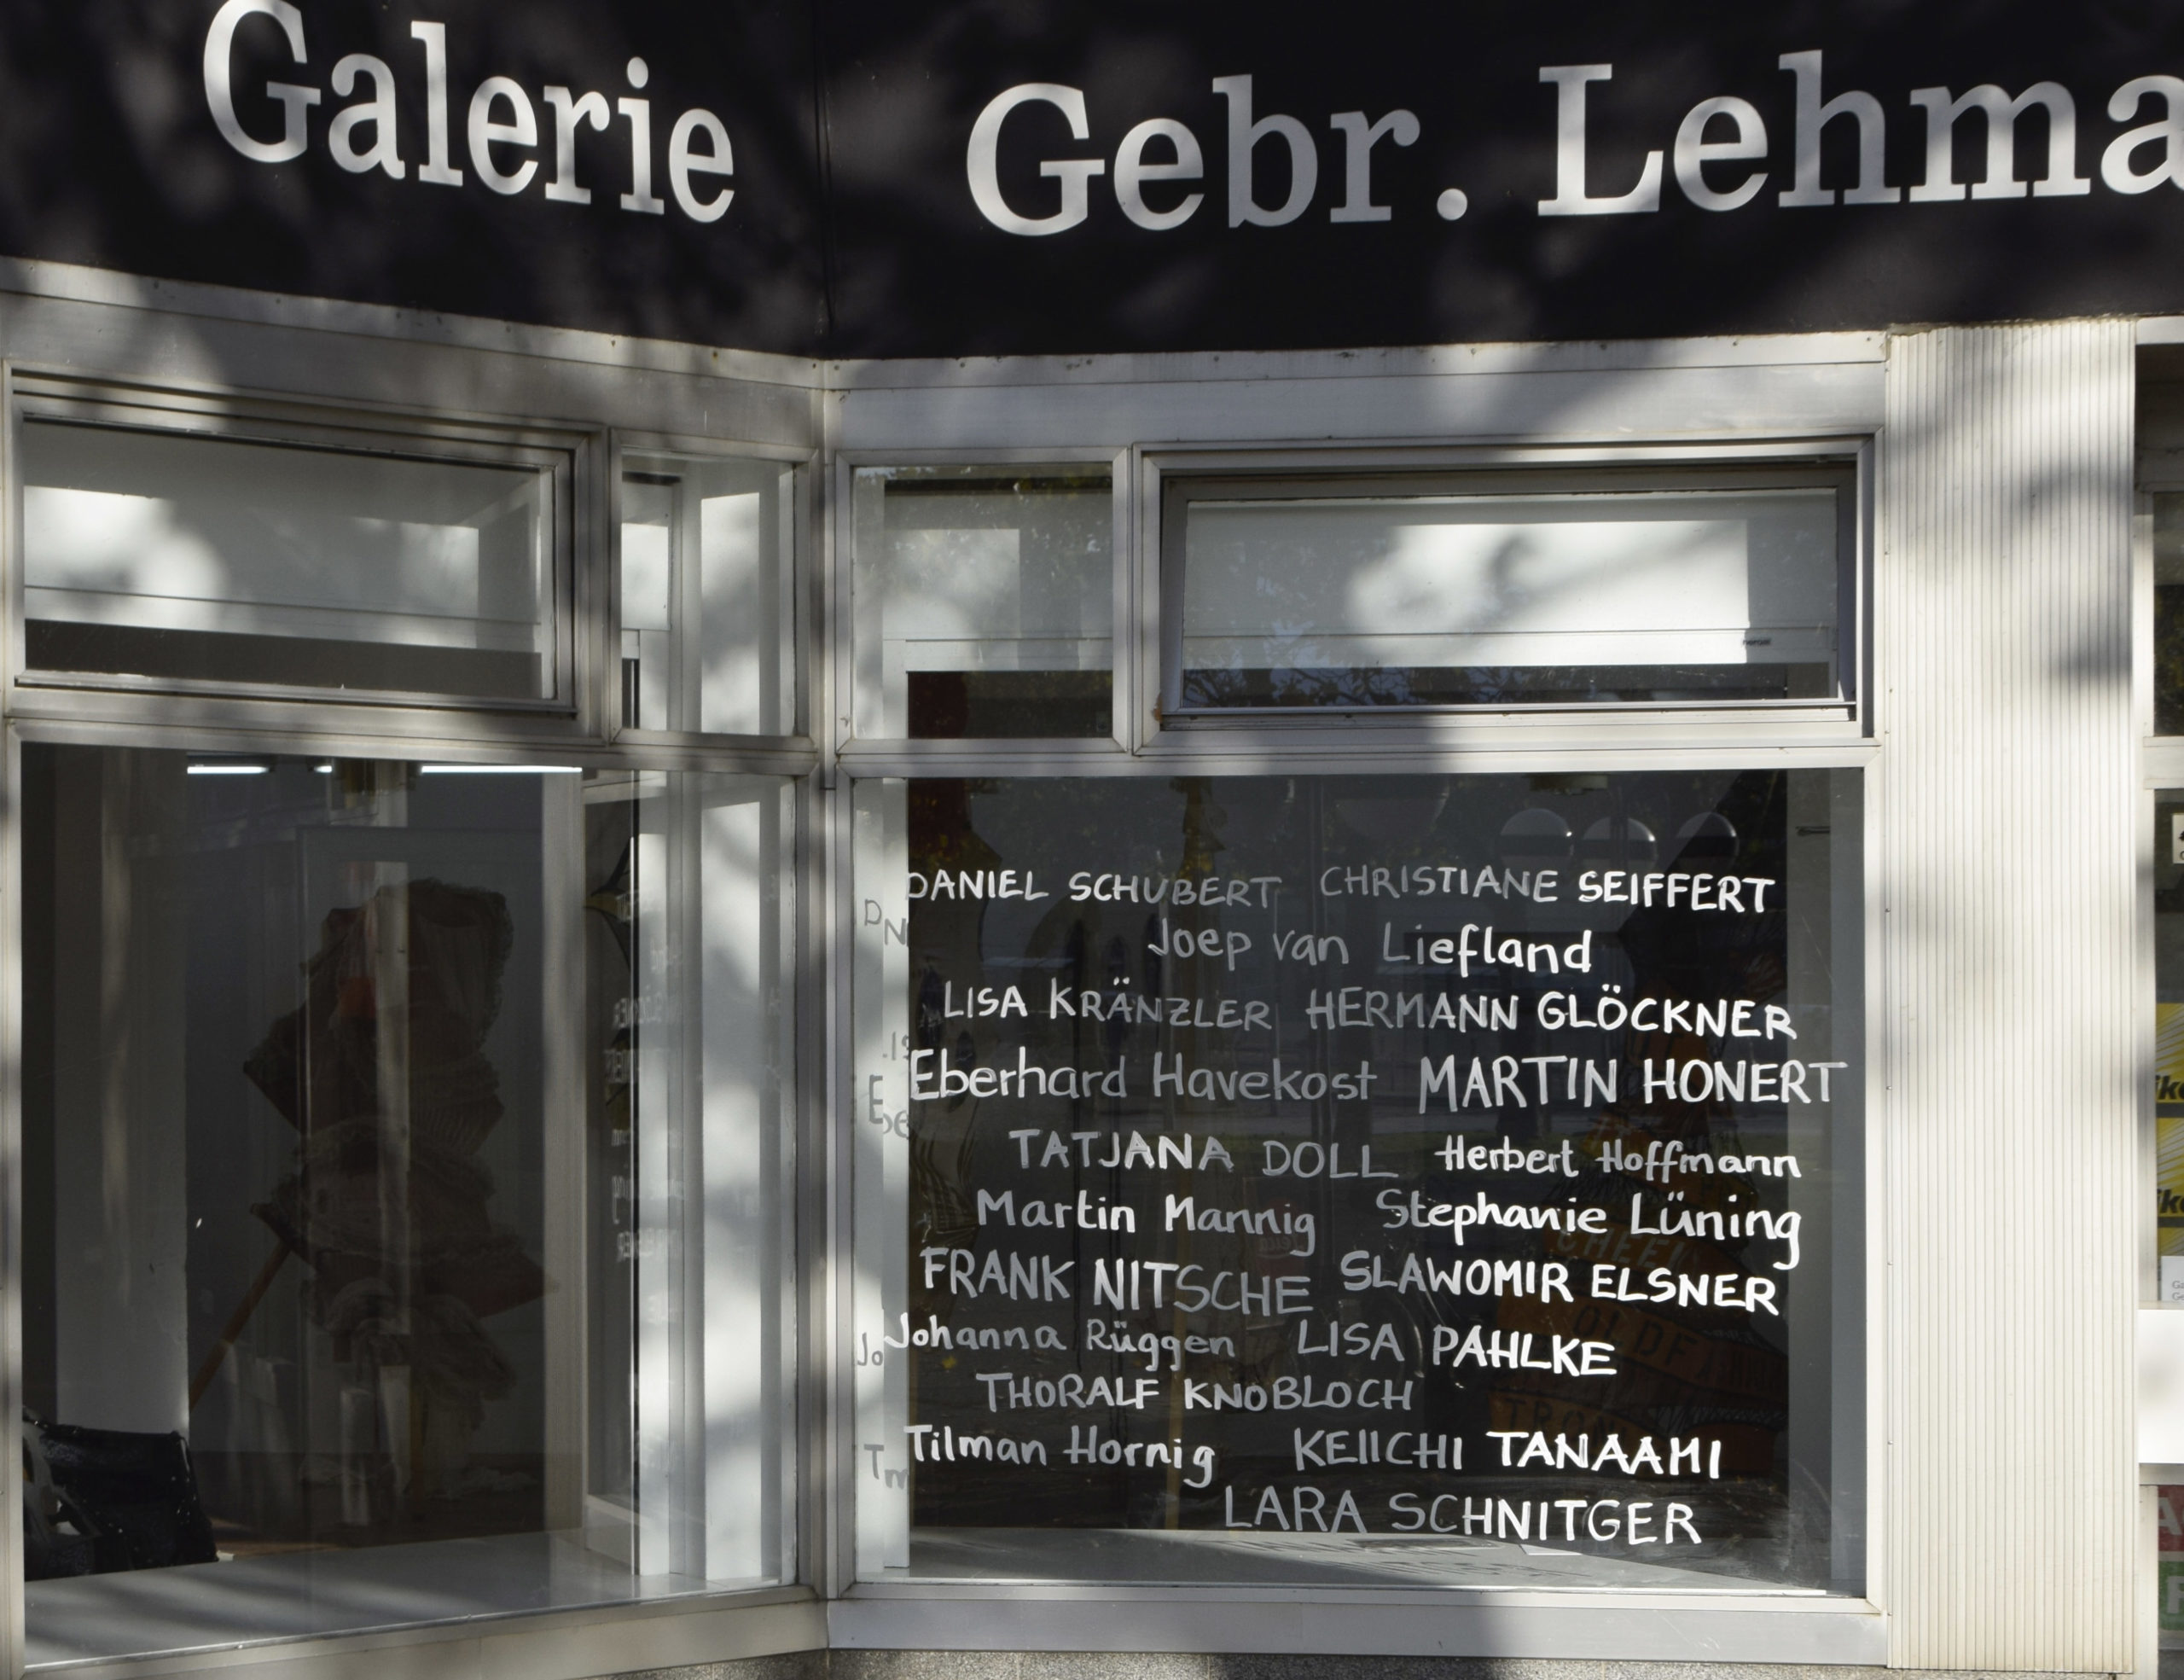 Galerie Gebr. Lehma
DANIEL SCHUBERT CHRISTIANE SEIFFERT
Joep van Liefland
LISA KRÄNZLER HERMANN GLÖCKNER
Eberhard Havekost MARTIN HONERT
TATJANA DOLL Herbert Hoffmann
Martin Mannig Stephanie Lüning
FRANK NITSCHE SLAWOMIR ELSNER
Johanna Rüggen LISA PAHLKE
THORALF KNOBLOCH
Tilman Hornig KEIICHI TANAAMI
LARA SCHNITGER